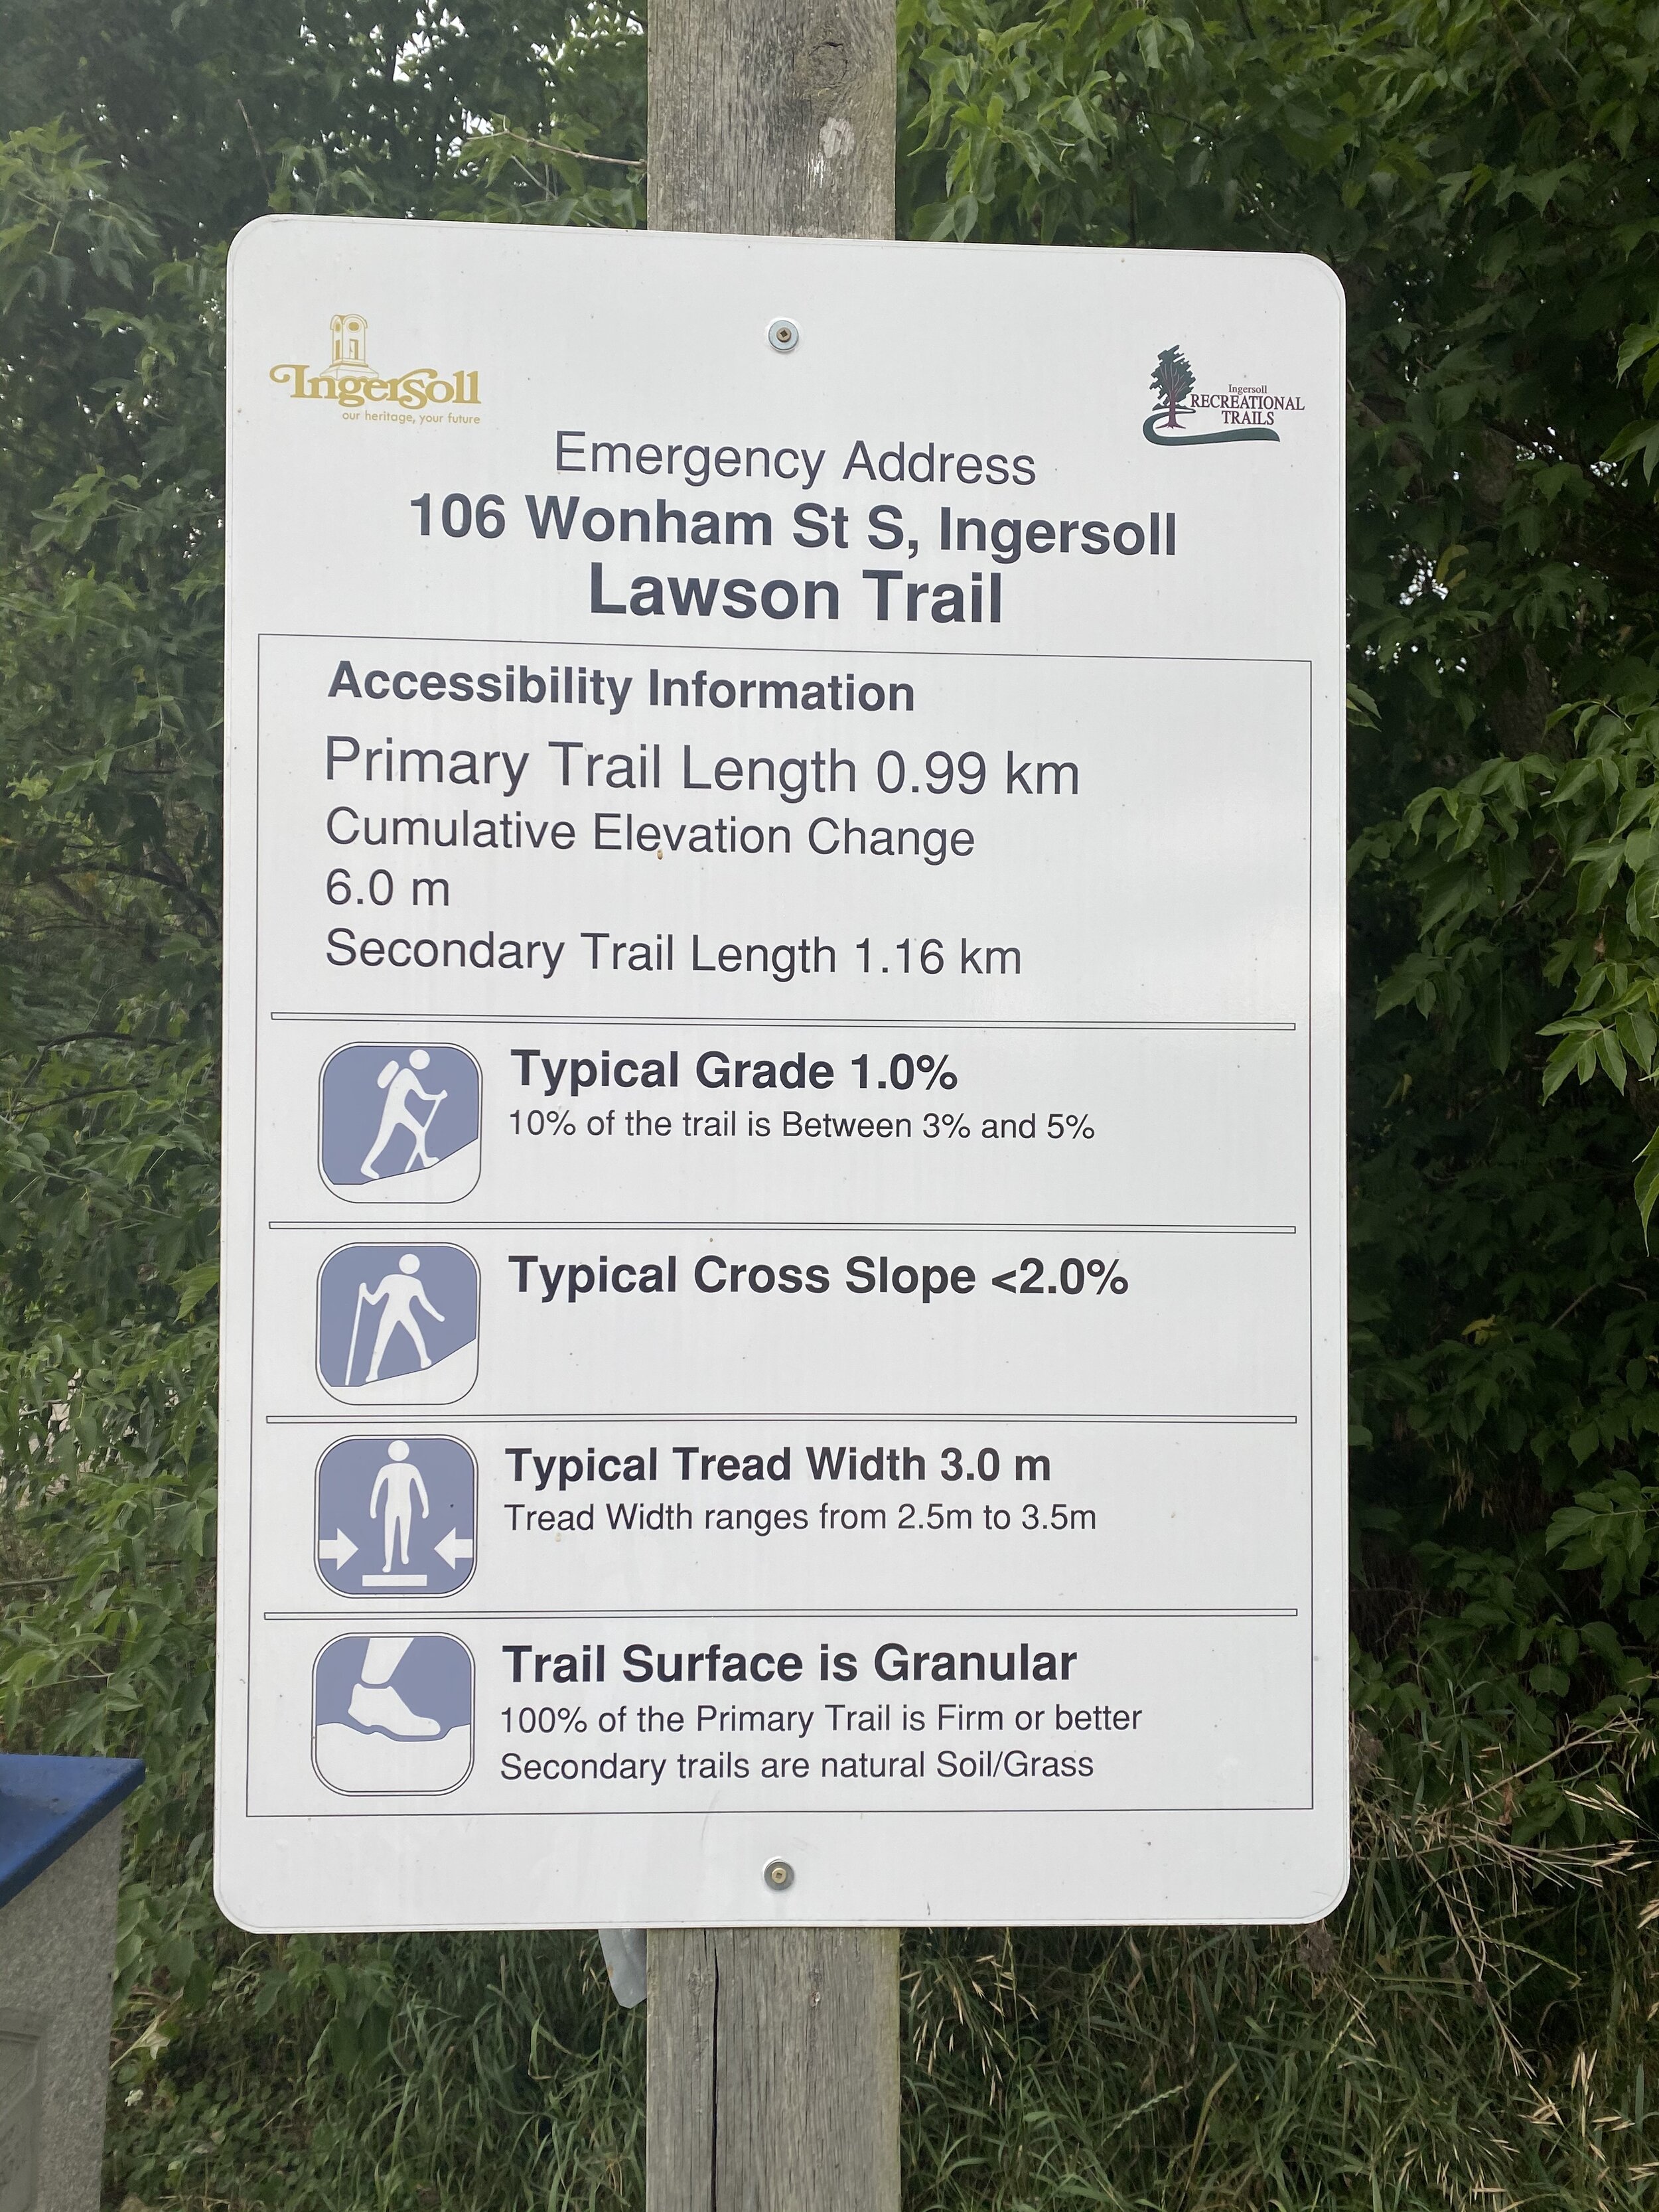 Ingersoll
our heritage, your future
Ingersoll
RECREATIONAL
TRAILS
Emergency Address
106 Wonham St S, Ingersoll
Lawson Trail
Accessibility Information
Primary Trail Length 0.99 km
Cumulative Elevation Change
6.0 m
Secondary Trail Length 1.16 km
Typical Grade 1.0%
10% of the trail is Between 3% and 5%
Typical Cross Slope <2.0%
Typical Tread Width 3.0 m
Tread Width ranges from 2.5m to 3.5m
Trail Surface is Granular
100% of the Primary Trail is Firm or better
Secondary trails are natural Soil/Grass